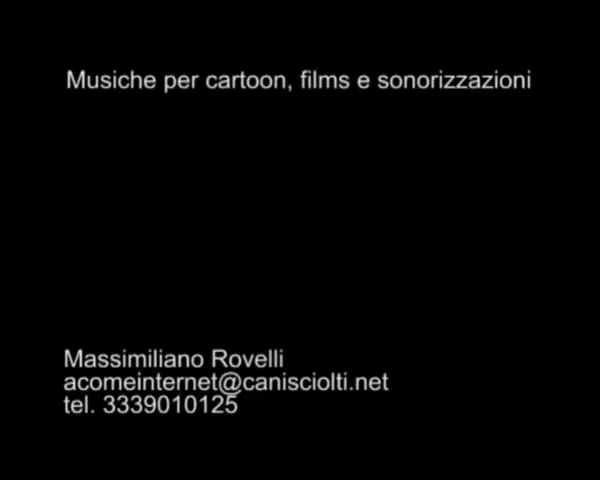 Musiche per cartoon, films e sonorizzazioni
Massimiliano Rovelli
acomeinternet@canisciolti.net
tel. 3339010125